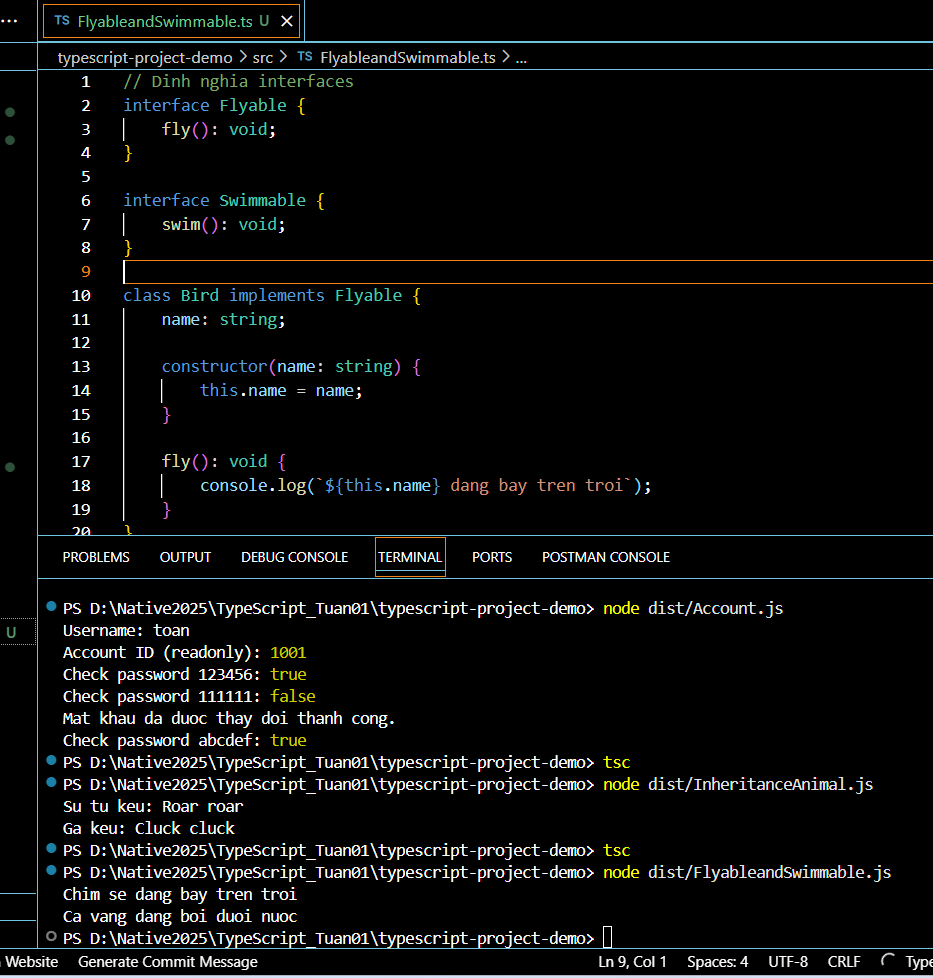 ... TS FlyableandSwimmable.ts U ×
typescript-project-demo > src > TS FlyableandSwimmable.ts > ...
1 // Dinh nghia interfaces
2 interface Flyable {
3 fly(): void;
4 }
5
6 interface Swimmable {
7 swim(): void;
8 }
9
10 class Bird implements Flyable {
11 name: string;
12
13 constructor(name: string) {
14 this.name = name;
15 }
16
17 fly(): void {
18 console.log(`${this.name} dang bay tren troi`);
19 }
20 }
PROBLEMS OUTPUT DEBUG CONSOLE TERMINAL PORTS POSTMAN CONSOLE
PS D:\Native2025\TypeScript_Tuan01\typescript-project-demo> node dist/Account.js
U Username: toan
Account ID (readonly): 1001
Check password 123456: true
Check password 111111: false
Mat khau da duoc thay doi thanh cong.
Check password abcdef: true
PS D:\Native2025\TypeScript_Tuan01\typescript-project-demo> tsc
PS D:\Native2025\TypeScript_Tuan01\typescript-project-demo> node dist/InheritanceAnimal.js
Su tu keu: Roar roar
Ga keu: Cluck cluck
PS D:\Native2025\TypeScript_Tuan01\typescript-project-demo> tsc
PS D:\Native2025\TypeScript_Tuan01\typescript-project-demo> node dist/FlyableandSwimmable.js
Chim se dang bay tren troi
Ca vang dang boi duoi nuoc
PS D:\Native2025\TypeScript_Tuan01\typescript-project-demo>
Website Generate Commit Message Ln 9, Col 1 Spaces: 4 UTF-8 CRLF Type